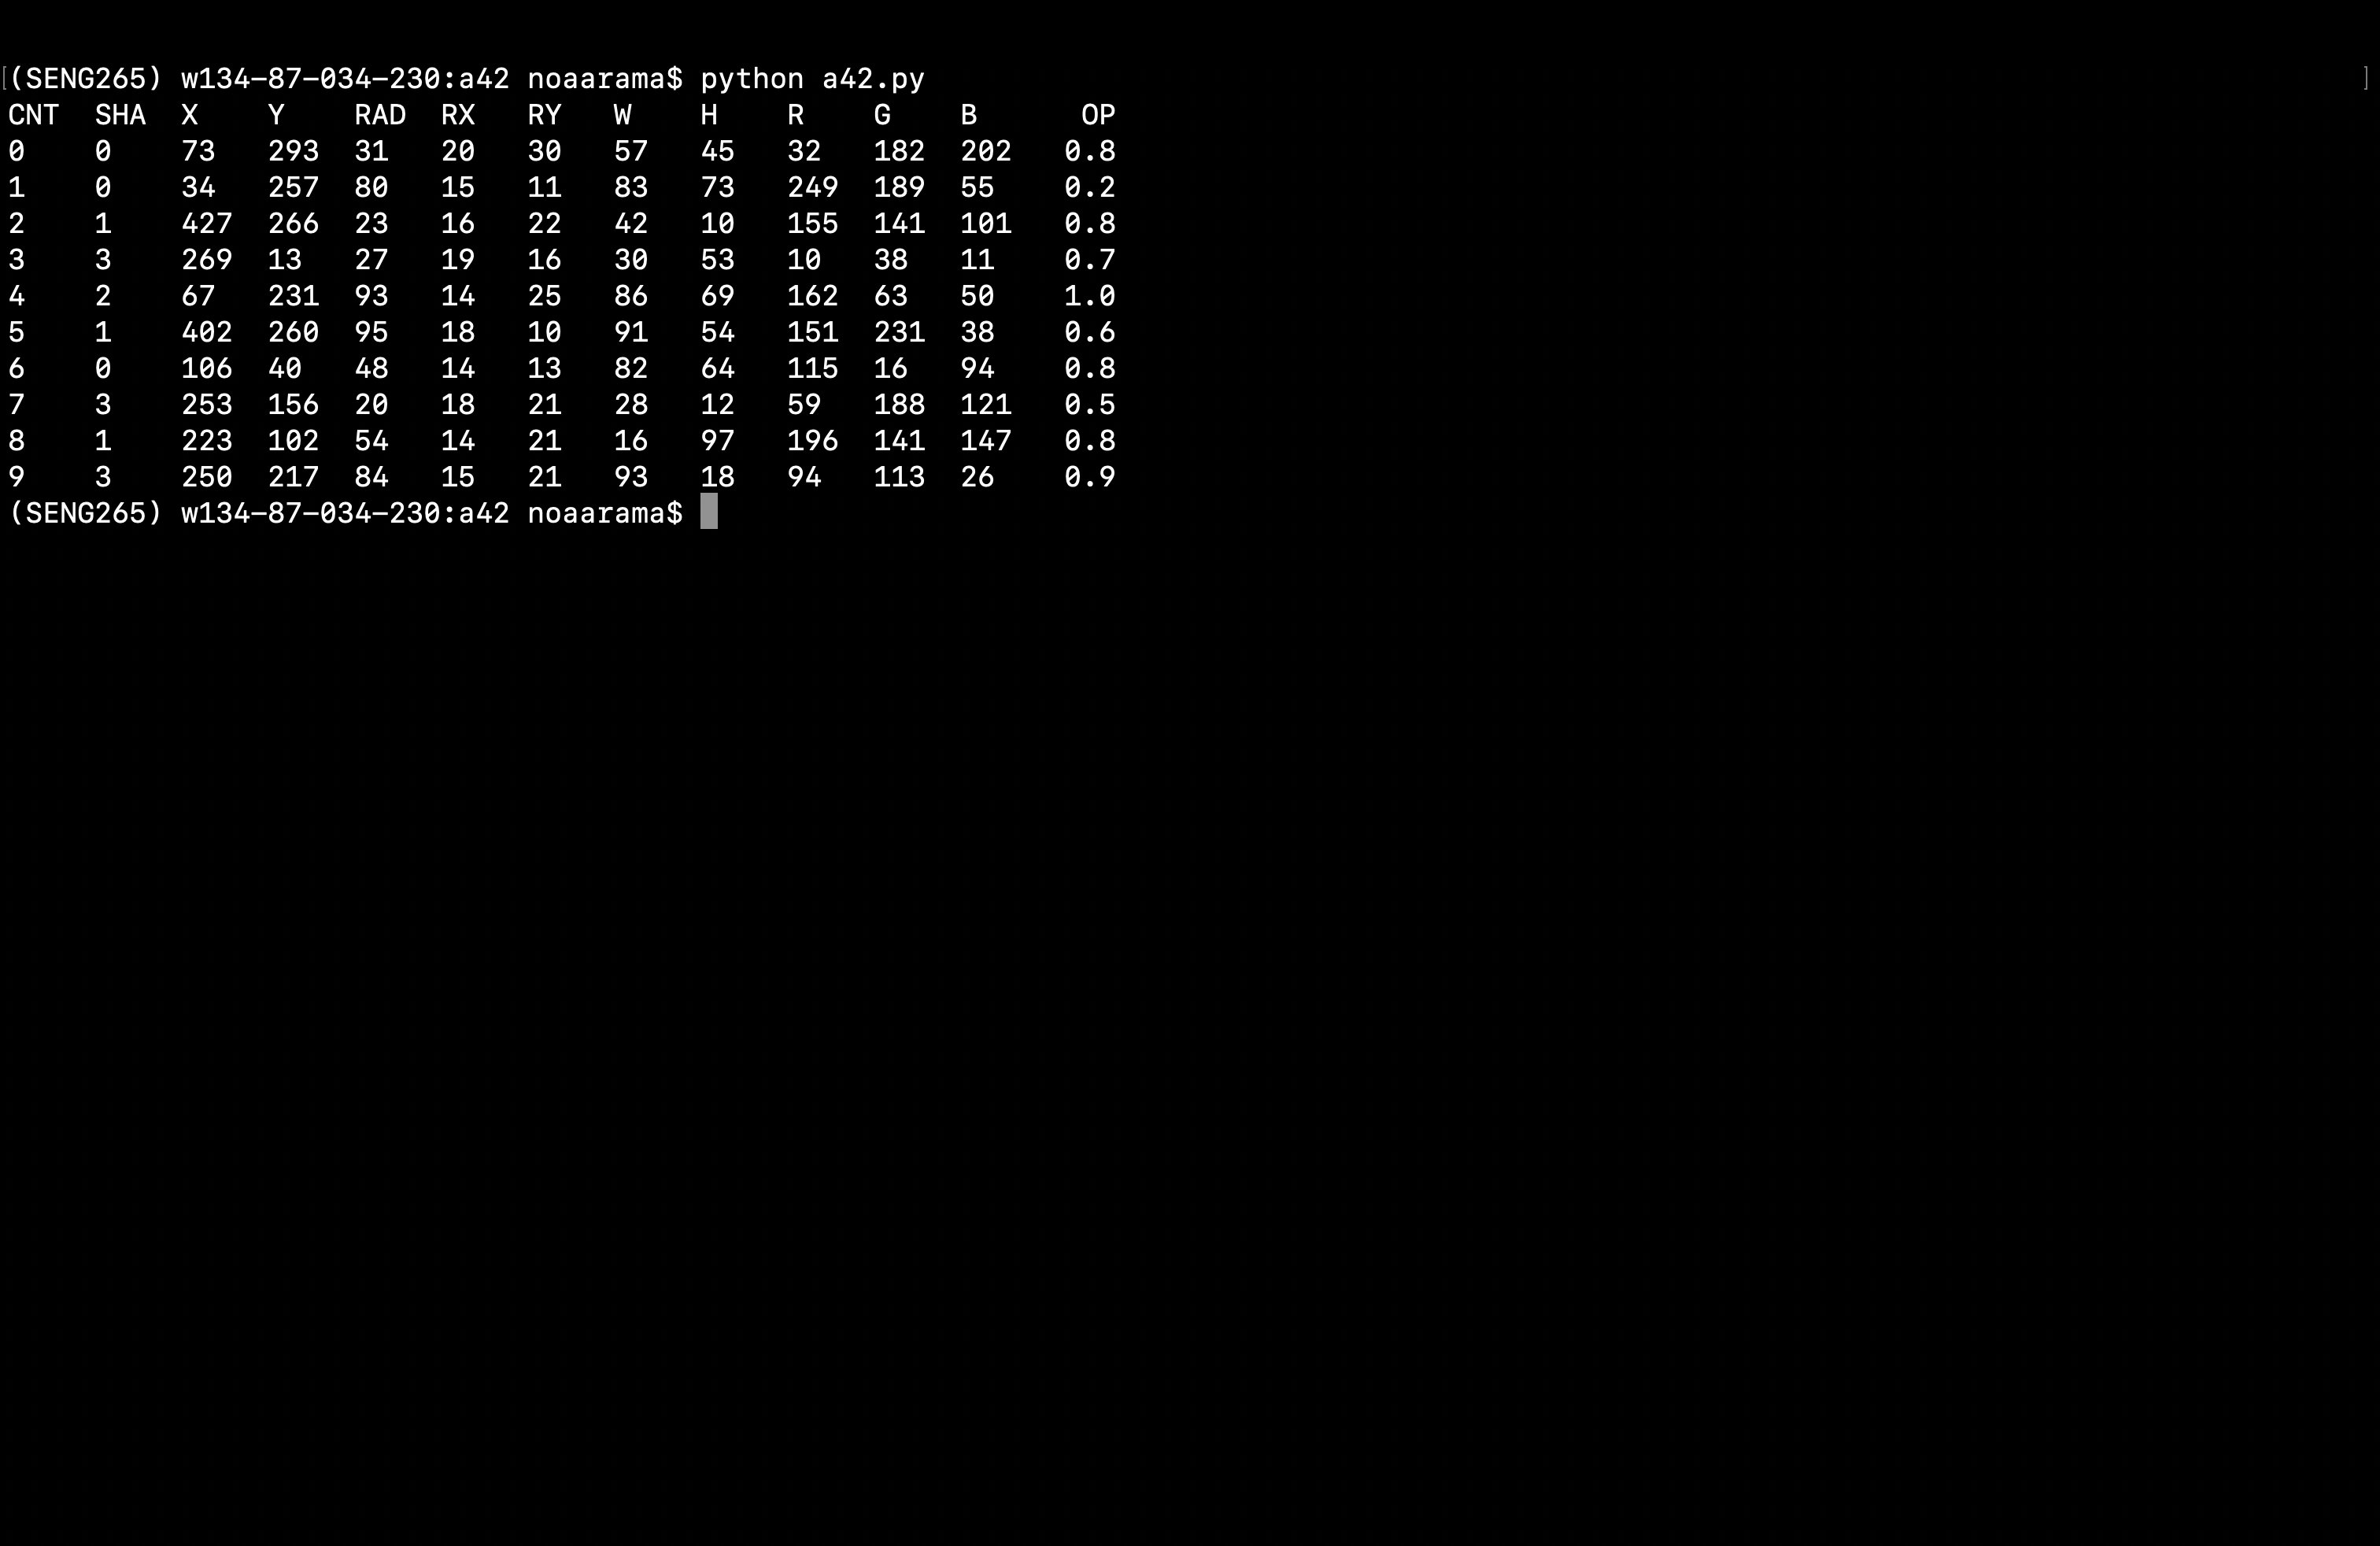 (SENG265) w134-87-034-230:a42 noaarama$ python a42.py
CNT SHA X Y RAD RX RY W H R G B OP
0 0 73 293 31 20 30 57 45 32 182 202 0.8
1 0 34 257 80 15 11 83 73 249 189 55 0.2
2 1 427 266 23 16 22 42 10 155 141 101 0.8
3 3 269 13 27 19 16 30 53 10 38 11 0.7
4 2 67 231 93 14 25 86 69 162 63 50 1.0
5 1 402 260 95 18 10 91 54 151 231 38 0.6
6 0 106 40 48 14 13 82 64 115 16 94 0.8
7 3 253 156 20 18 21 28 12 59 188 121 0.5
8 1 223 102 54 14 21 16 97 196 141 147 0.8
9 3 250 217 84 15 21 93 18 94 113 26 0.9
(SENG265) w134-87-034-230:a42 noaarama$